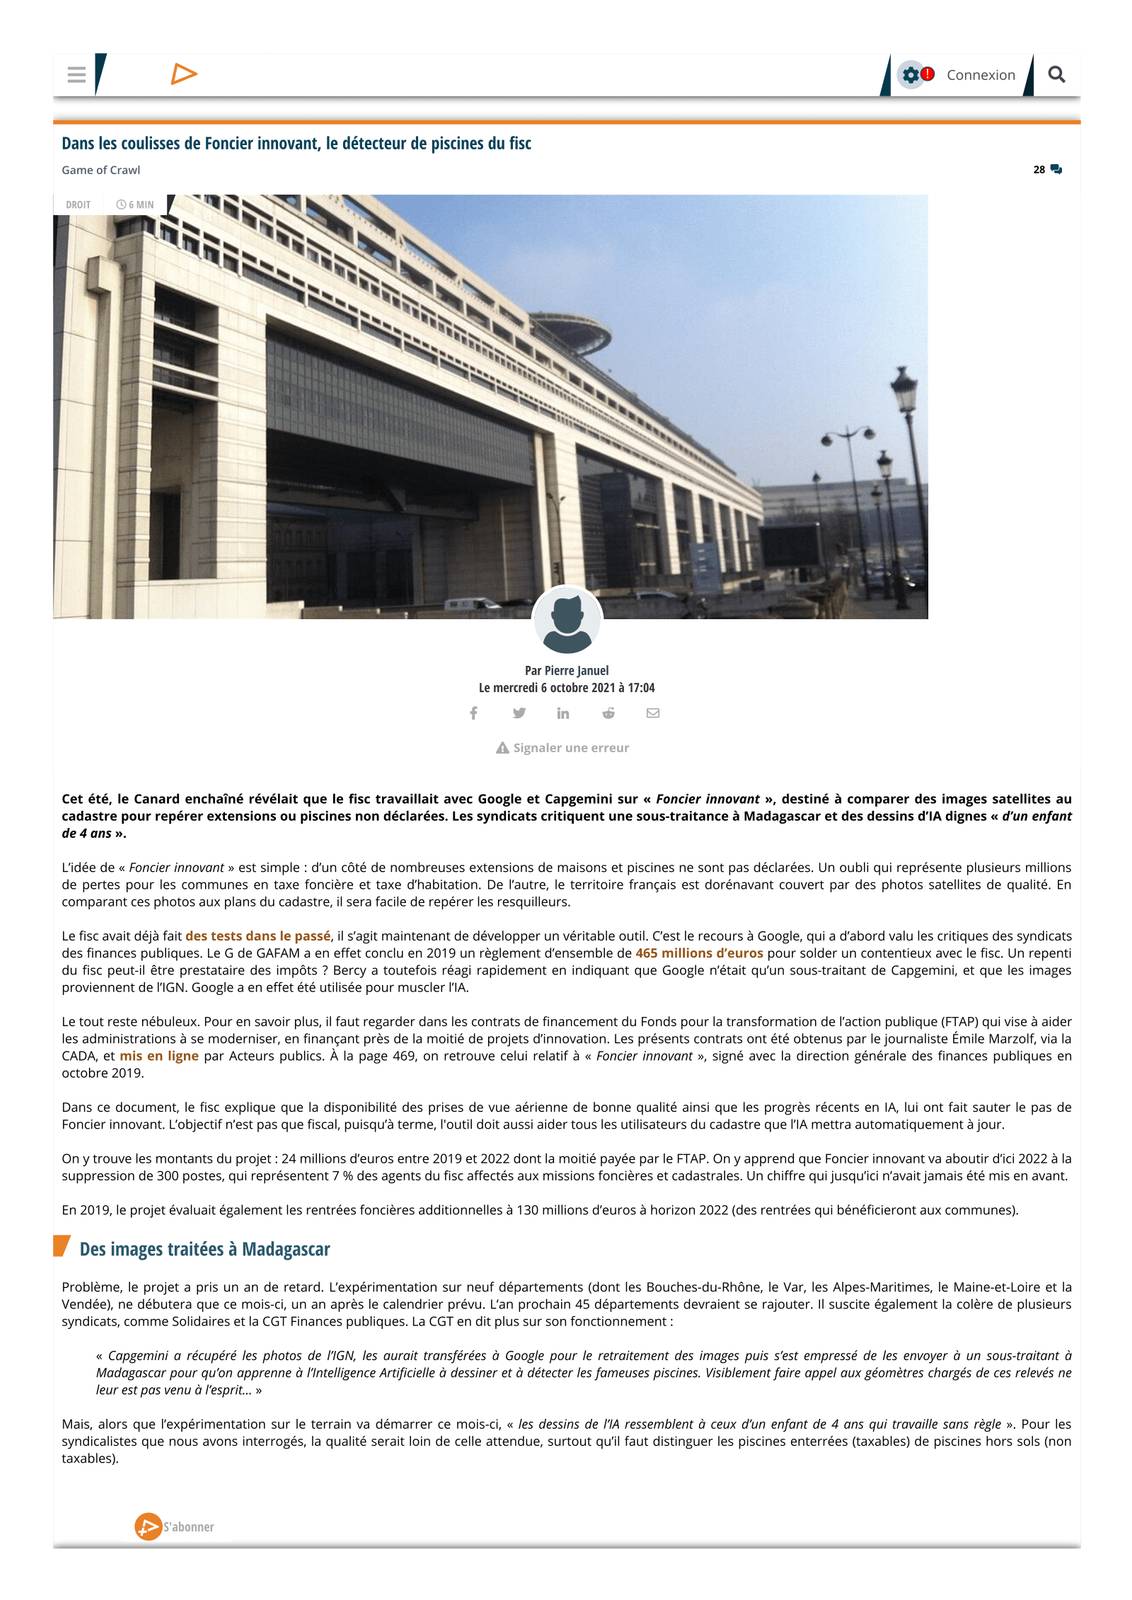 Connexion
Dans les coulisses de Foncier innovant, le détecteur de piscines du fisc
Game of Crawl
28
DROIT
6 MIN
Par Pierre Januel
Le mercredi 6 octobre 2021 à 17:04
Signaler une erreur
Cet été, le Canard enchaîné révélait que le fisc travaillait avec Google et Capgemini sur « Foncier innovant », destiné à comparer des images satellites au
cadastre pour repérer extensions ou piscines non déclarées. Les syndicats critiquent une sous-traitance à Madagascar et des dessins d’IA dignes « d’un enfant
de 4 ans ».
L’idée de « Foncier innovant » est simple : d’un côté de nombreuses extensions de maisons et piscines ne sont pas déclarées. Un oubli qui représente plusieurs millions
de pertes pour les communes en taxe foncière et taxe d’habitation. De l’autre, le territoire français est dorénavant couvert par des photos satellites de qualité. En
comparant ces photos aux plans du cadastre, il sera facile de repérer les resquilleurs.
Le fisc avait déjà fait des tests dans le passé, il s’agit maintenant de développer un véritable outil. C’est le recours à Google, qui a d’abord valu les critiques des syndicats
des finances publiques. Le G de GAFAM a en effet conclu en 2019 un règlement d’ensemble de 465 millions d’euros pour solder un contentieux avec le fisc. Un repenti
du fisc peut-il être prestataire des impôts ? Bercy a toutefois réagi rapidement en indiquant que Google n’était qu’un sous-traitant de Capgemini, et que les images
proviennent de l’IGN. Google a en effet été utilisée pour muscler l’IA.
Le tout reste nébuleux. Pour en savoir plus, il faut regarder dans les contrats de financement du Fonds pour la transformation de l’action publique (FTAP) qui vise à aider
les administrations à se moderniser, en finançant près de la moitié de projets d’innovation. Les présents contrats ont été obtenus par le journaliste Émile Marzolf, via la
CADA, et mis en ligne par Acteurs publics. À la page 469, on retrouve celui relatif à « Foncier innovant », signé avec la direction générale des finances publiques en
octobre 2019.
Dans ce document, le fisc explique que la disponibilité des prises de vue aérienne de bonne qualité ainsi que les progrès récents en IA, lui ont fait sauter le pas de
Foncier innovant. L’objectif n’est pas que fiscal, puisqu’à terme, l'outil doit aussi aider tous les utilisateurs du cadastre que l’IA mettra automatiquement à jour.
On y trouve les montants du projet : 24 millions d’euros entre 2019 et 2022 dont la moitié payée par le FTAP. On y apprend que Foncier innovant va aboutir d’ici 2022 à la
suppression de 300 postes, qui représentent 7 % des agents du fisc affectés aux missions foncières et cadastrales. Un chiffre qui jusqu’ici n’avait jamais été mis en avant.
En 2019, le projet évaluait également les rentrées foncières additionnelles à 130 millions d’euros à horizon 2022 (des rentrées qui bénéficieront aux communes).
Des images traitées à Madagascar
Problème, le projet a pris un an de retard. L’expérimentation sur neuf départements (dont les Bouches-du-Rhône, le Var, les Alpes-Maritimes, le Maine-et-Loire et la
Vendée), ne débutera que ce mois-ci, un an après le calendrier prévu. L’an prochain 45 départements devraient se rajouter. Il suscite également la colère de plusieurs
syndicats, comme Solidaires et la CGT Finances publiques. La CGT en dit plus sur son fonctionnement :
« Capgemini a récupéré les photos de l’IGN, les aurait transférées à Google pour le retraitement des images puis s’est empressé de les envoyer à un sous-traitant à
Madagascar pour qu’on apprenne à l’Intelligence Artificielle à dessiner et à détecter les fameuses piscines. Visiblement faire appel aux géomètres chargés de ces relevés ne
leur est pas venu à l’esprit… »
Mais, alors que l’expérimentation sur le terrain va démarrer ce mois-ci, « les dessins de l’IA ressemblent à ceux d’un enfant de 4 ans qui travaille sans règle ». Pour les
syndicalistes que nous avons interrogés, la qualité serait loin de celle attendue, surtout qu’il faut distinguer les piscines enterrées (taxables) de piscines hors sols (non
taxables).
S'abonner